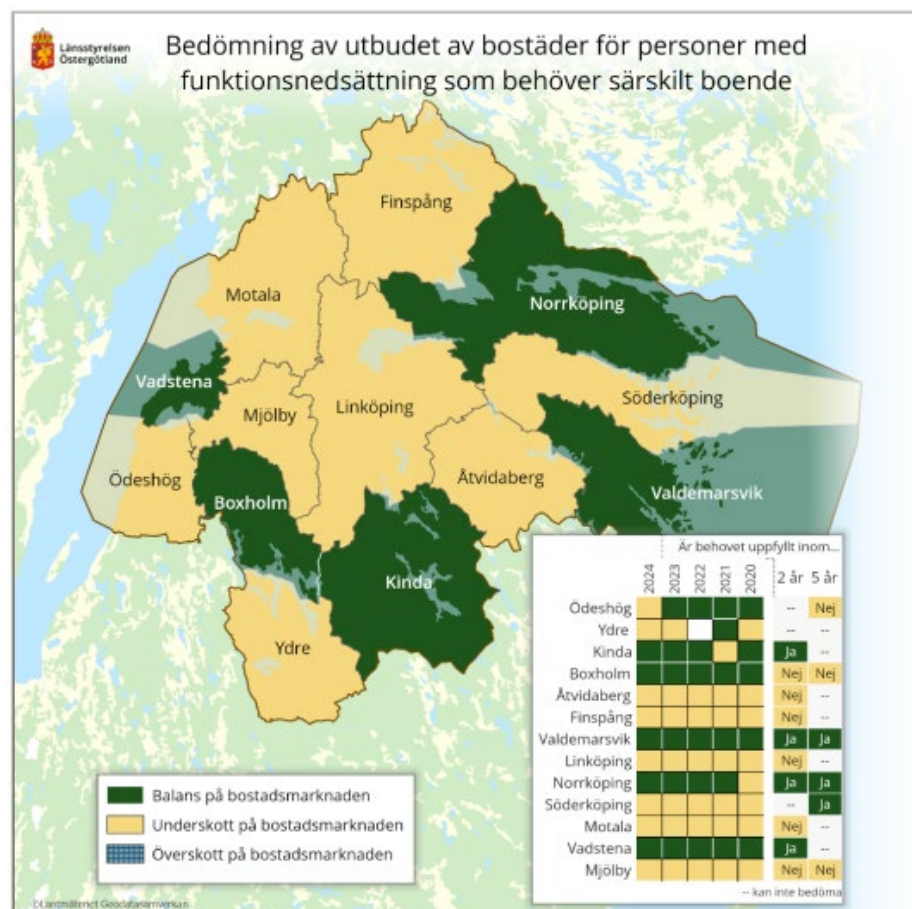 Länsstyrelsen
Östergötland
Bedömning av utbudet av bostäder för personer med
funktionsnedsättning som behöver särskilt boende
Finspång
Motala
Norrköping
Vadstena
Mjölby
Linköping
Söderköping
Ödeshög
Åtvidaberg
Boxholm
Valdemarsvik
Kinda
Ydre
Är behovet uppfyllt inom...
2024 2023 2022 2021 2020 2 år 5 år
Ödeshög -- Nej
Ydre -- --
Kinda Ja --
Boxholm Nej Nej
Åtvidaberg Nej --
Finspång Nej --
Valdemarsvik Ja Ja
Linköping Nej --
Norrköping Ja Ja
Söderköping -- Ja
Motala Nej --
Vadstena Ja --
Mjölby Nej Nej
-- kan inte bedöma
Balans på bostadsmarknaden
Underskott på bostadsmarknaden
Överskott på bostadsmarknaden
©Lantmäteriet Geodatasamverkan